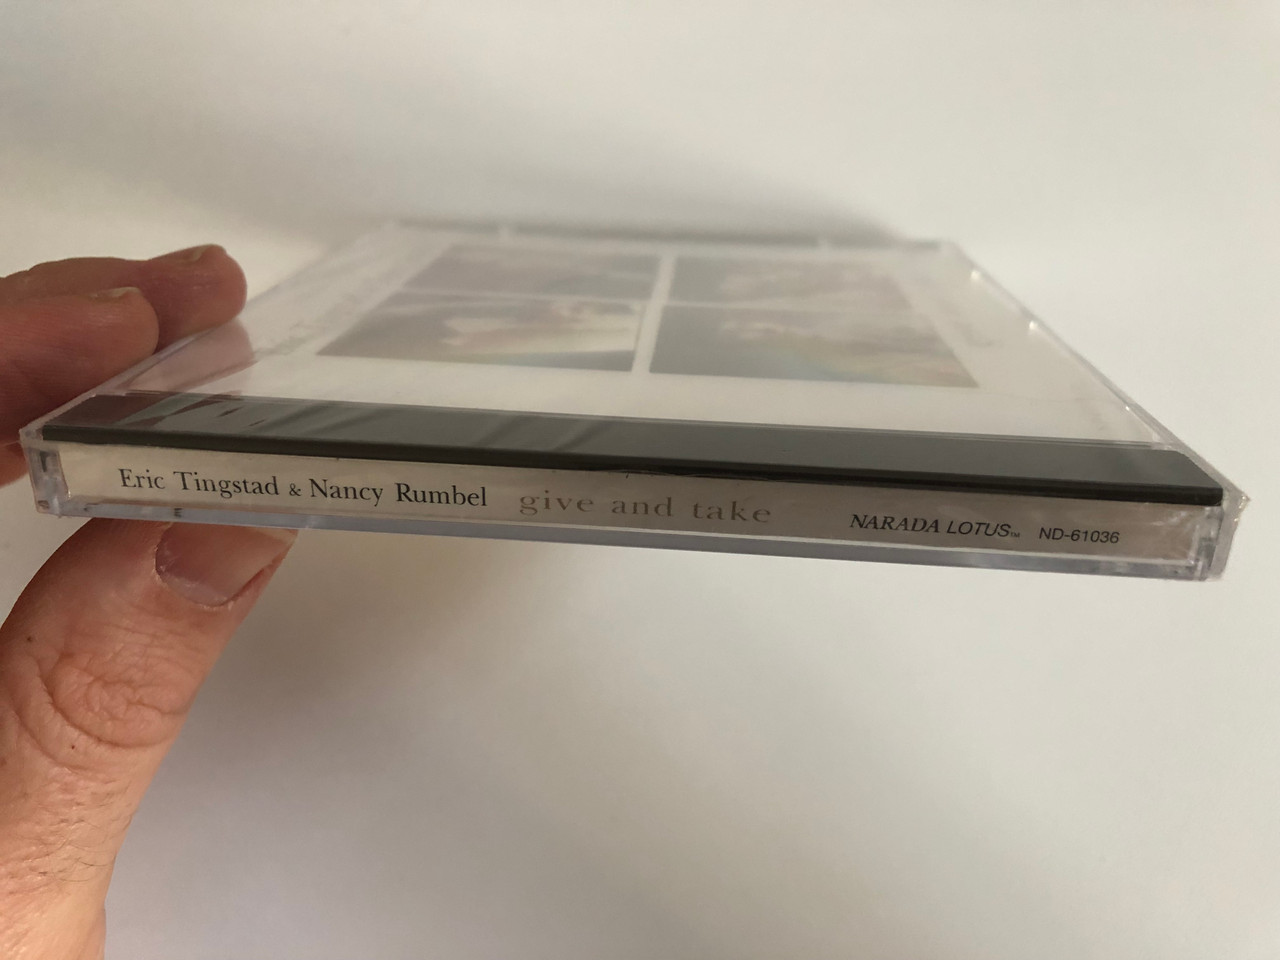 Eric Tingstad & Nancy Rumbel give and take NARADA LOTUS™ ND-61036